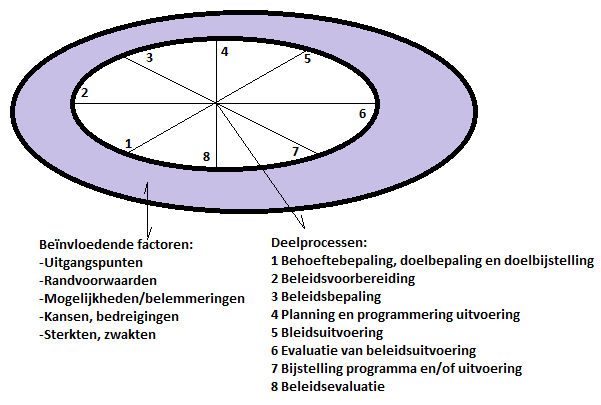 3
4
5
2
6
1
8
7
Beïnvloedende factoren:
-Uitgangspunten
-Randvoorwaarden
-Mogelijkheden/belemmeringen
-Kansen, bedreigingen
-Sterkten, zwakten
Deelprocessen:
1 Behoeftebepaling, doelbepaling en doelbijstelling
2 Beleidsvoorbereiding
3 Beleidsbepaling
4 Planning en programmering uitvoering
5 Bleidsuitvoering
6 Evaluatie van beleidsuitvoering
7 Bijstelling programma en/of uitvoering
8 Beleidsevaluatie